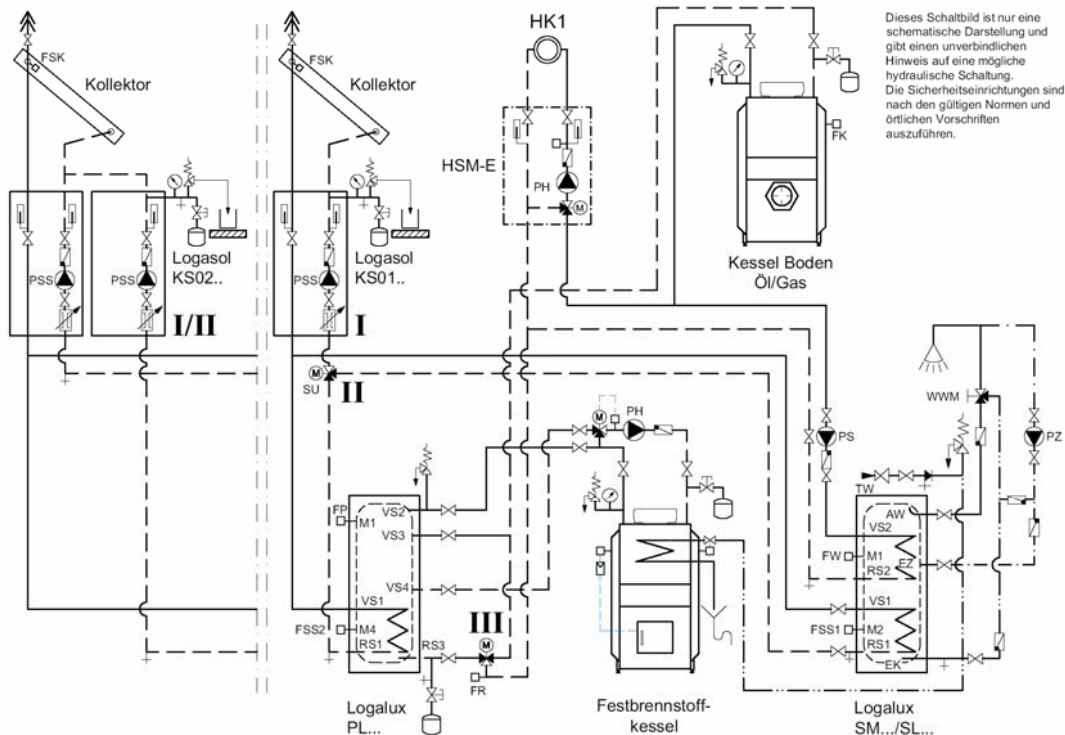 HK1
Dieses Schaltbild ist nur eine
schematische Darstellung und
gibt einen unverbindlichen
Hinweis auf eine mögliche
hydraulische Schaltung.
Die Sicherheitseinrichtungen sind
nach den gültigen Normen und
örtlichen Vorschriften
auszuführen.
FSK
Kollektor
FSK
Kollektor
FK
HSM-E
PH
M
Logasol
KS02..
Logasol
KS01..
Kessel Boden
Öl/Gas
PSS
PSS
PSS
I/II
I
M
SU
II
WWM
M
PH
PS
PZ
TW
FP
M1
VS2
VS3
VS4
VS1
FSS2
M4
RS1
RS3
III
M
FR
AW
VS2
FW
M1
EZ
RS2
VS1
FSS1
M2
RS1
EK
Logalux
PL...
Festbrennstoff-
kessel
Logalux
SM.../SL...